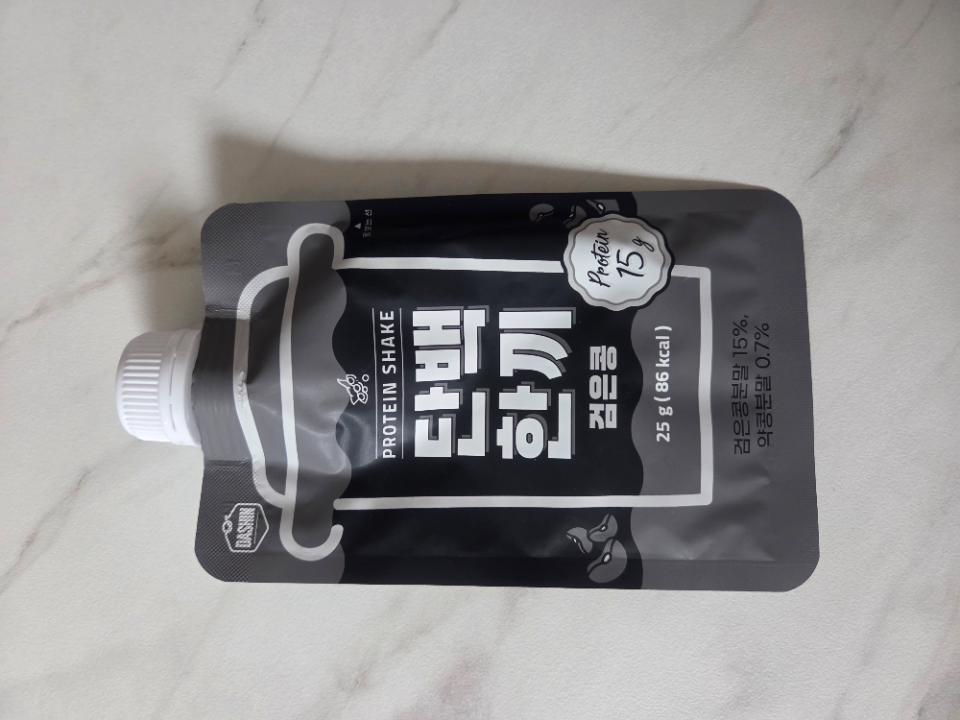 DASHIN
PROTEIN SHAKE
단백
한끼
검은콩
Protein
15 g
25 g ( 86 kcal )
검은콩분말 15%,
약콩분말 0.7%